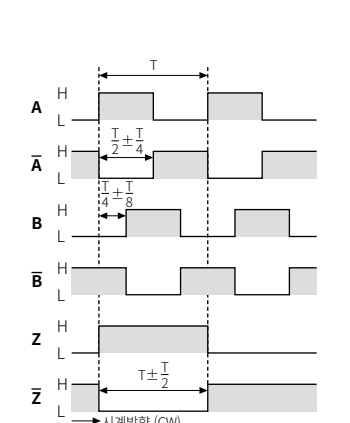 T
H
A
L
T/2 ± T/4
H
A̅
L
T/4 ± T/8
H
B
L
H
B̅
L
H
Z
L
H
T ± T/2
Z̅
L
시계방향 (CW)